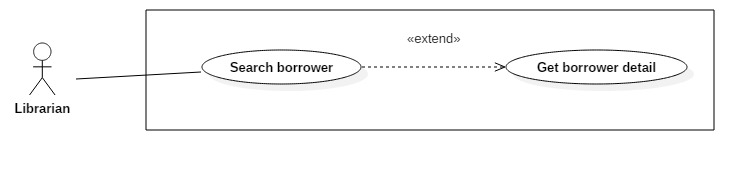 «extend»
Search borrower
Get borrower detail
Librarian